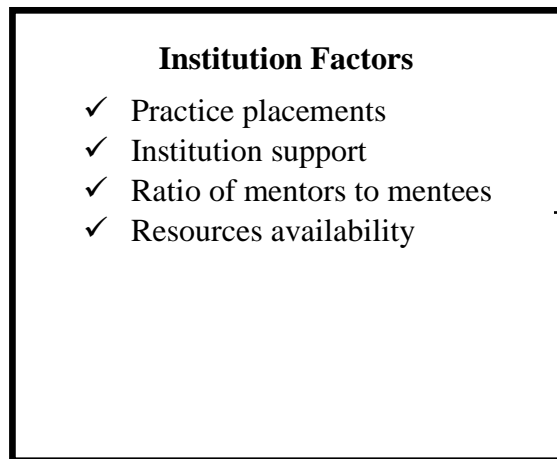 Institution Factors
✓ Practice placements
✓ Institution support
✓ Ratio of mentors to mentees
✓ Resources availability